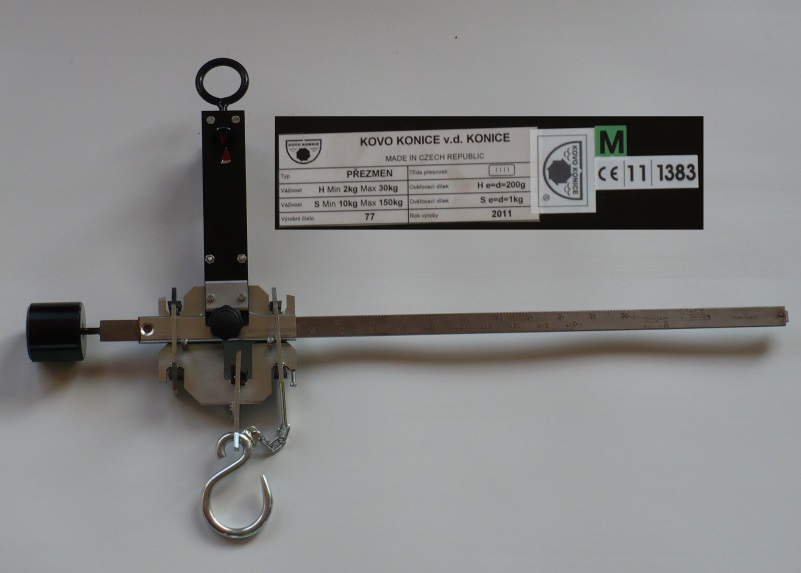 KOVO KONICE v.d. KONICE
MADE IN CZECH REPUBLIC
KOVO KONICE
Typ PŘEZMEN Třída přesnosti IIII
Váživost H Min 2kg Max 30kg Ověřovací dílek H e=d=200g
Váživost S Min 10kg Max 150kg Ověřovací dílek S e=d=1kg
Výrobní číslo 77 Rok výroby 2011
KOVO KONICE
®
M
CE 11 1383